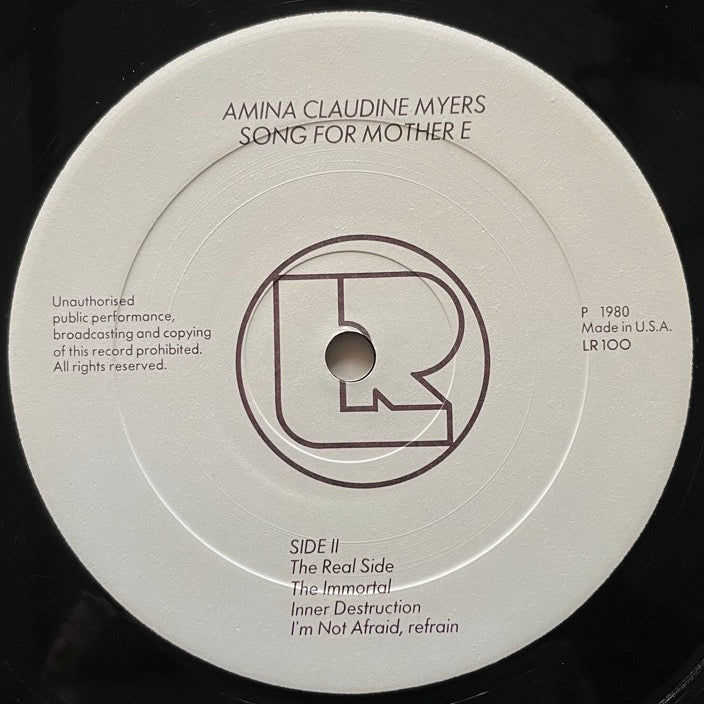 AMINA CLAUDINE MYERS
SONG FOR MOTHER E
Unauthorised
public performance,
broadcasting and copying
of this record prohibited.
All rights reserved.
P 1980
Made in U.S.A.
LR 100
LR
SIDE II
The Real Side
The Immortal
Inner Destruction
I'm Not Afraid, refrain